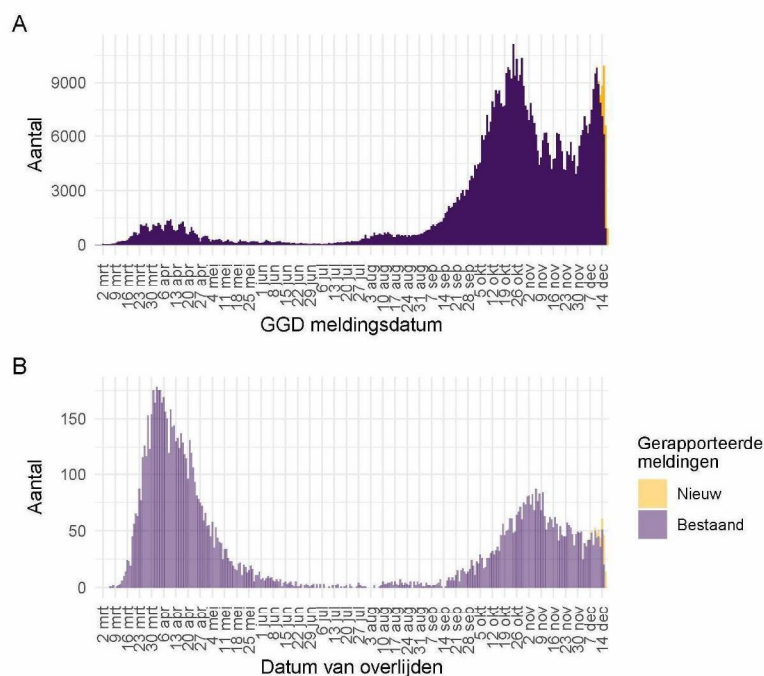 A
Aantal
9000
6000
3000
0
2 mrt
9 mrt
16 mrt
23 mrt
30 mrt
6 apr
13 apr
20 apr
27 apr
4 mei
11 mei
18 mei
25 mei
1 jun
8 jun
15 jun
22 jun
29 jun
6 jul
13 jul
20 jul
27 jul
3 aug
10 aug
17 aug
24 aug
31 aug
7 sep
14 sep
21 sep
28 sep
5 okt
12 okt
19 okt
26 okt
2 nov
9 nov
16 nov
23 nov
30 nov
7 dec
14 dec
GGD meldingsdatum
B
Aantal
150
100
50
0
2 mrt
9 mrt
16 mrt
23 mrt
30 mrt
6 apr
13 apr
20 apr
27 apr
4 mei
11 mei
18 mei
25 mei
1 jun
8 jun
15 jun
22 jun
29 jun
6 jul
13 jul
20 jul
27 jul
3 aug
10 aug
17 aug
24 aug
31 aug
7 sep
14 sep
21 sep
28 sep
5 okt
12 okt
19 okt
26 okt
2 nov
9 nov
16 nov
23 nov
30 nov
7 dec
14 dec
Datum van overlijden
Gerapporteerde
meldingen
Nieuw
Bestaand